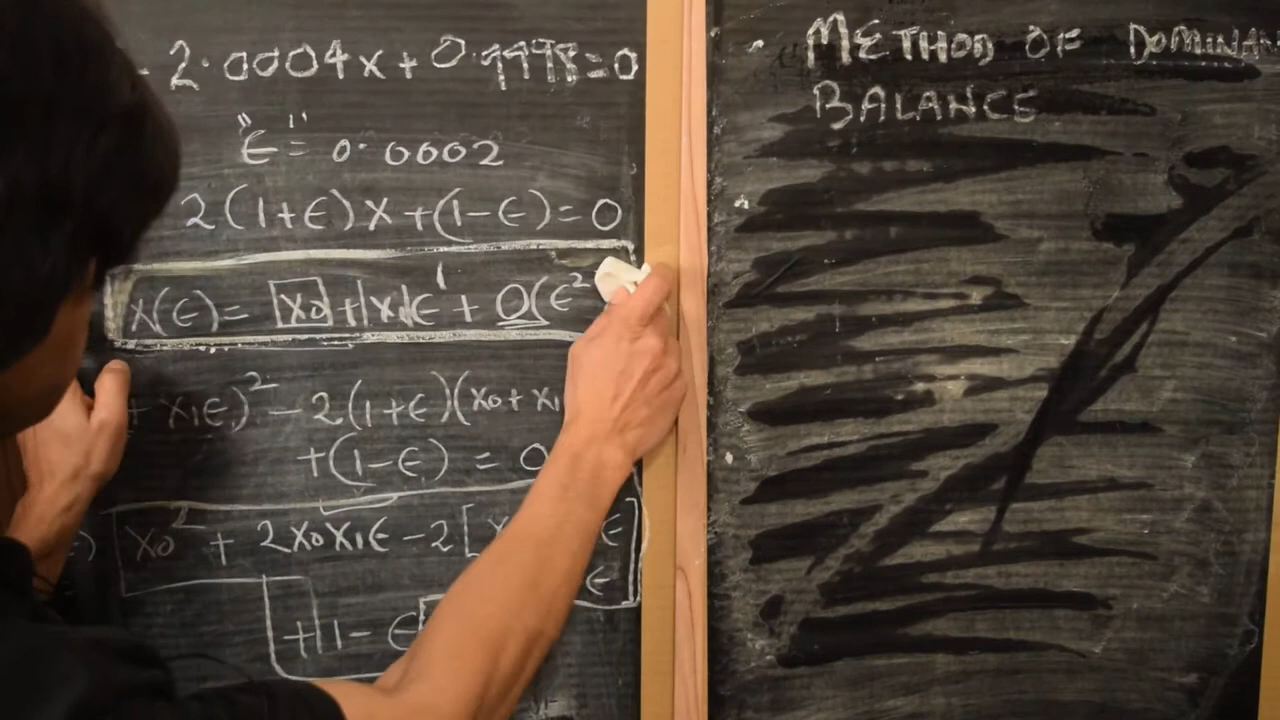 - 2·0004x + 0·9998 = 0
"ϵ" = 0·0002
2(1+ϵ)x + (1-ϵ) = 0
x(ϵ) = x0 + x1ϵ¹ + O(ϵ²
+ x1ϵ)² - 2(1+ϵ)(x0 + x1
+(1-ϵ) = 0
x0² + 2x0x1ϵ - 2[
+1-ϵ
METHOD OF DOMINAN
BALANCE